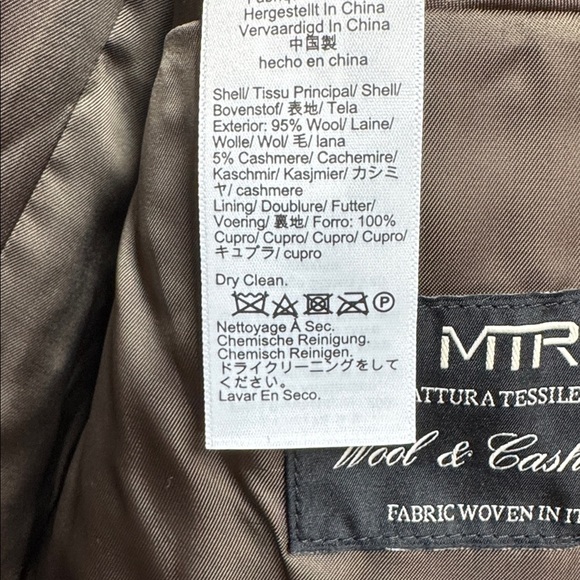 Hergestellt In China
Vervaardigd In China
中国製
hecho en china
Shell/ Tissu Principal/ Shell/
Bovenstof/ 表地/ Tela
Exterior: 95% Wool/ Laine/
Wolle/ Wol/ 毛/ lana
5% Cashmere/ Cachemire/
Kaschmir/ Kasjmier/ カシミ
ヤ/ cashmere
Lining/ Doublure/ Futter/
Voering/ 裏地/ Forro: 100%
Cupro/ Cupro/ Cupro/ Cupro/
キュプラ/ cupro
Dry Clean.
P
Nettoyage À Sec.
Chemische Reinigung.
Chemisch Reinigen.
ドライクリーニングをして
ください。
Lavar En Seco.
MTR
ATTURA TESSILE
Wool & Cash
FABRIC WOVEN IN IT